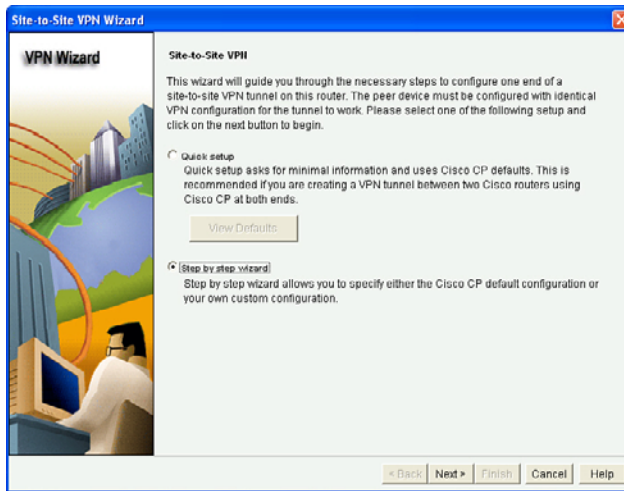 Site-to-Site VPN Wizard
VPN Wizard
Site-to-Site VPN
This wizard will guide you through the necessary steps to configure one end of a
site-to-site VPN tunnel on this router. The peer device must be configured with identical
VPN configuration for the tunnel to work. Please select one of the following setup and
click on the next button to begin.
Quick setup
Quick setup asks for minimal information and uses Cisco CP defaults. This is
recommended if you are creating a VPN tunnel between two Cisco routers using
Cisco CP at both ends.
View Defaults
Step by step wizard
Step by step wizard allows you to specify either the Cisco CP default configuration or
your own custom configuration.
< Back Next > Finish Cancel Help